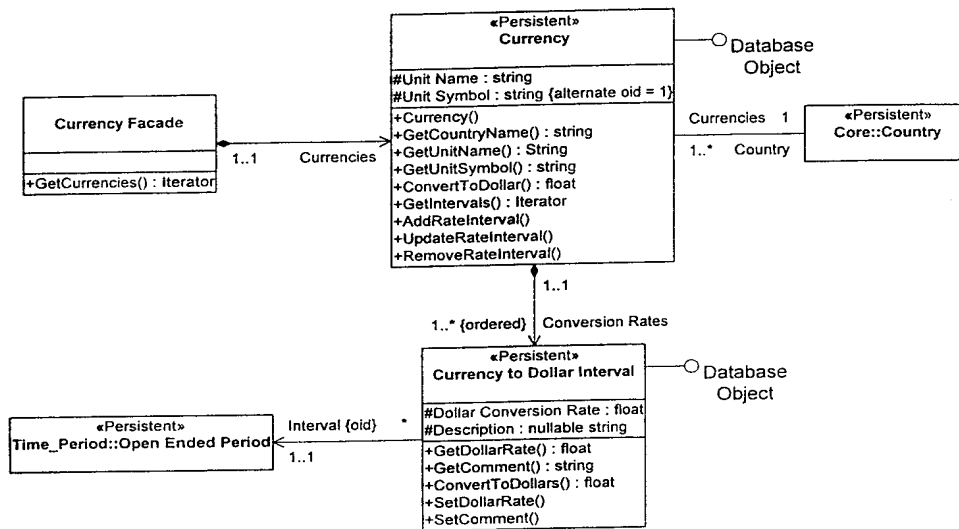 «Persistent»
Currency
Database
Object
#Unit Name : string
#Unit Symbol : string {alternate oid = 1}
+Currency()
+GetCountryName() : string
+GetUnitName() : String
+GetUnitSymbol() : string
+ConvertToDollar() : float
+GetIntervals() : Iterator
+AddRateInterval()
+UpdateRateInterval()
+RemoveRateInterval()
Currency Facade
+GetCurrencies() : Iterator
1..1 Currencies
Currencies 1
1..* Country
«Persistent»
Core::Country
1..1
1..* {ordered} Conversion Rates
«Persistent»
Currency to Dollar Interval
Database
Object
#Dollar Conversion Rate : float
#Description : nullable string
+GetDollarRate() : float
+GetComment() : string
+ConvertToDollars() : float
+SetDollarRate()
+SetComment()
Interval {oid} *
1..1
«Persistent»
Time_Period::Open Ended Period